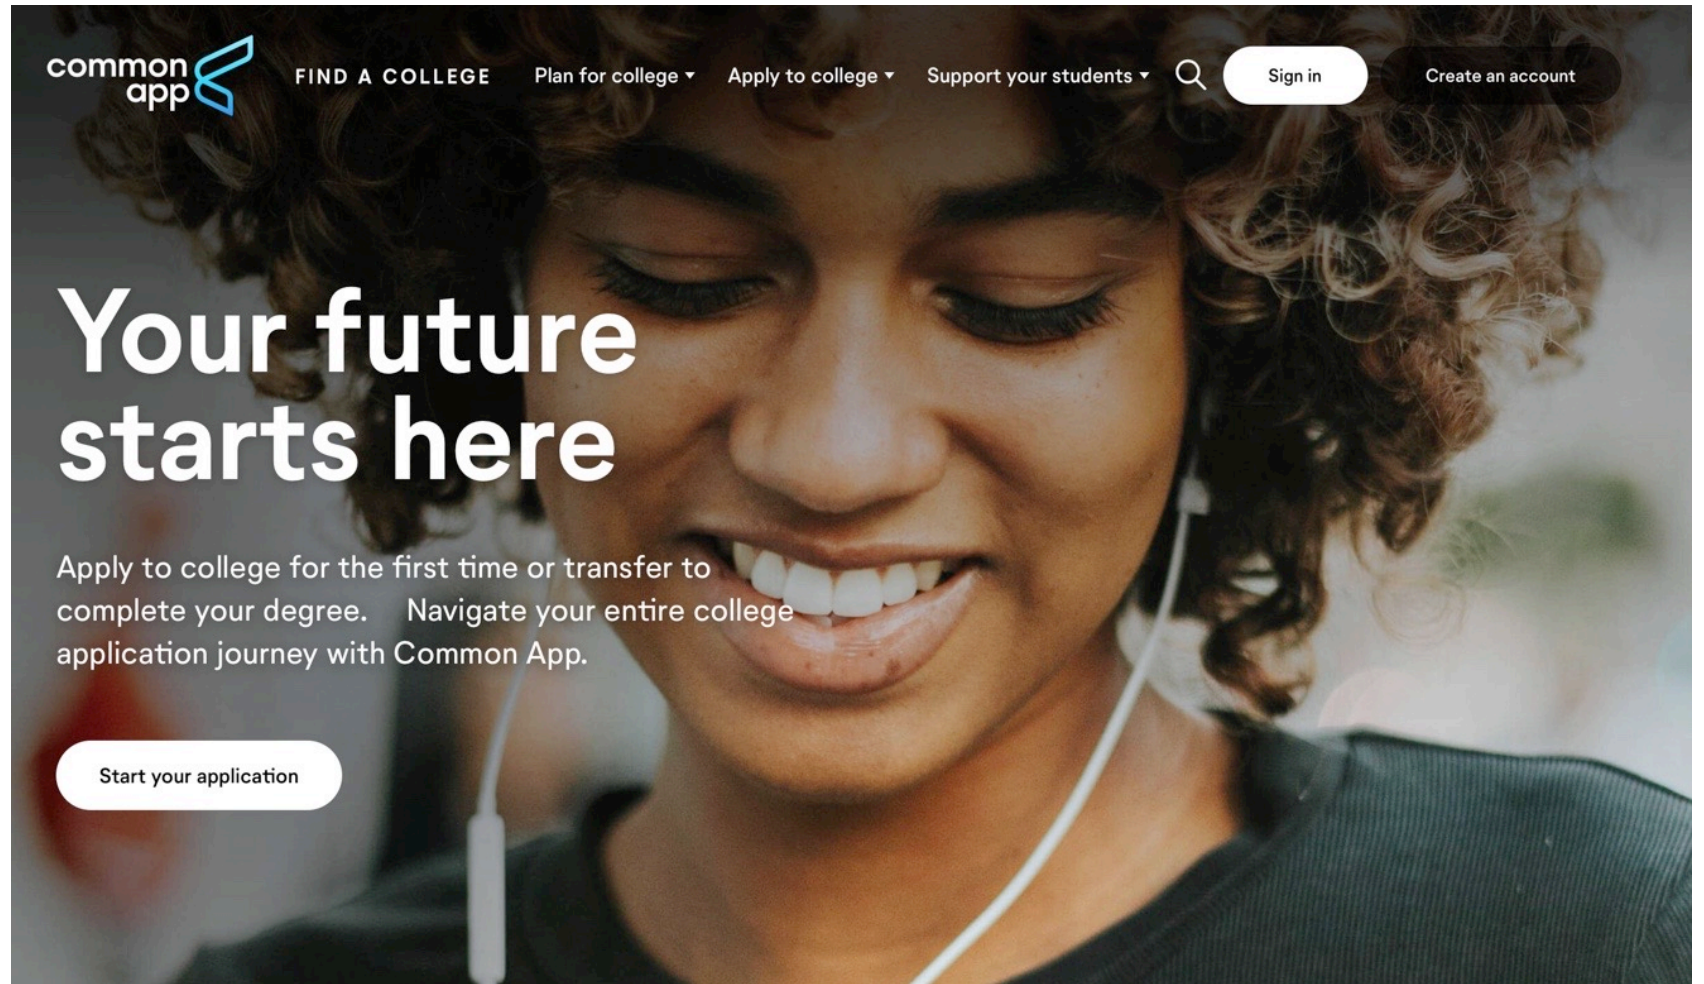 common
app
FIND A COLLEGE
Plan for college
Apply to college
Support your students
Sign in
Create an account
Your future
starts here
Apply to college for the first time or transfer to
complete your degree. Navigate your entire college
application journey with Common App.
Start your application